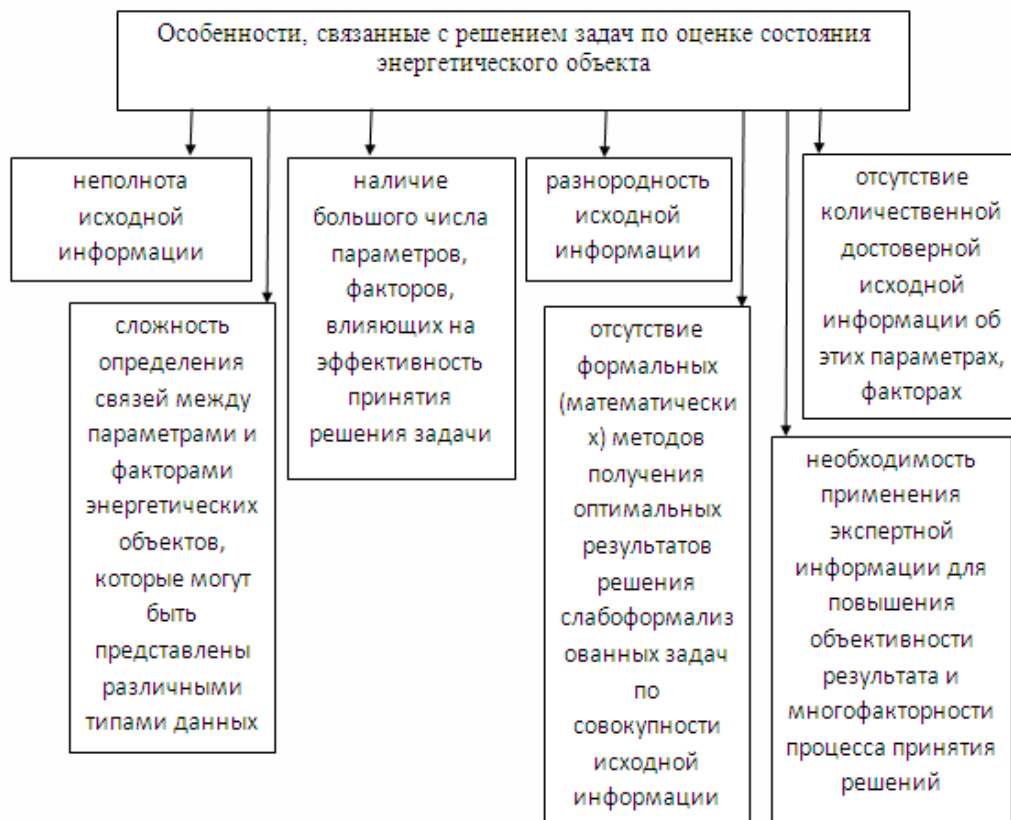 Особенности, связанные с решением задач по оценке состояния
энергетического объекта
неполнота
исходной
информации
сложность
определения
связей между
параметрами и
факторами
энергетических
объектов,
которые могут
быть
представлены
различными
типами данных
наличие
большого числа
параметров,
факторов,
влияющих на
эффективность
принятия
решения задачи
разнородность
исходной
информации
отсутствие
формальных
(математически
х) методов
получения
оптимальных
результатов
решения
слабоформализ
ованных задач
по
совокупности
исходной
информации
отсутствие
количественной
достоверной
исходной
информации об
этих параметрах,
факторах
необходимость
применения
экспертной
информации для
повышения
объективности
результата и
многофакторности
процесса принятия
решений